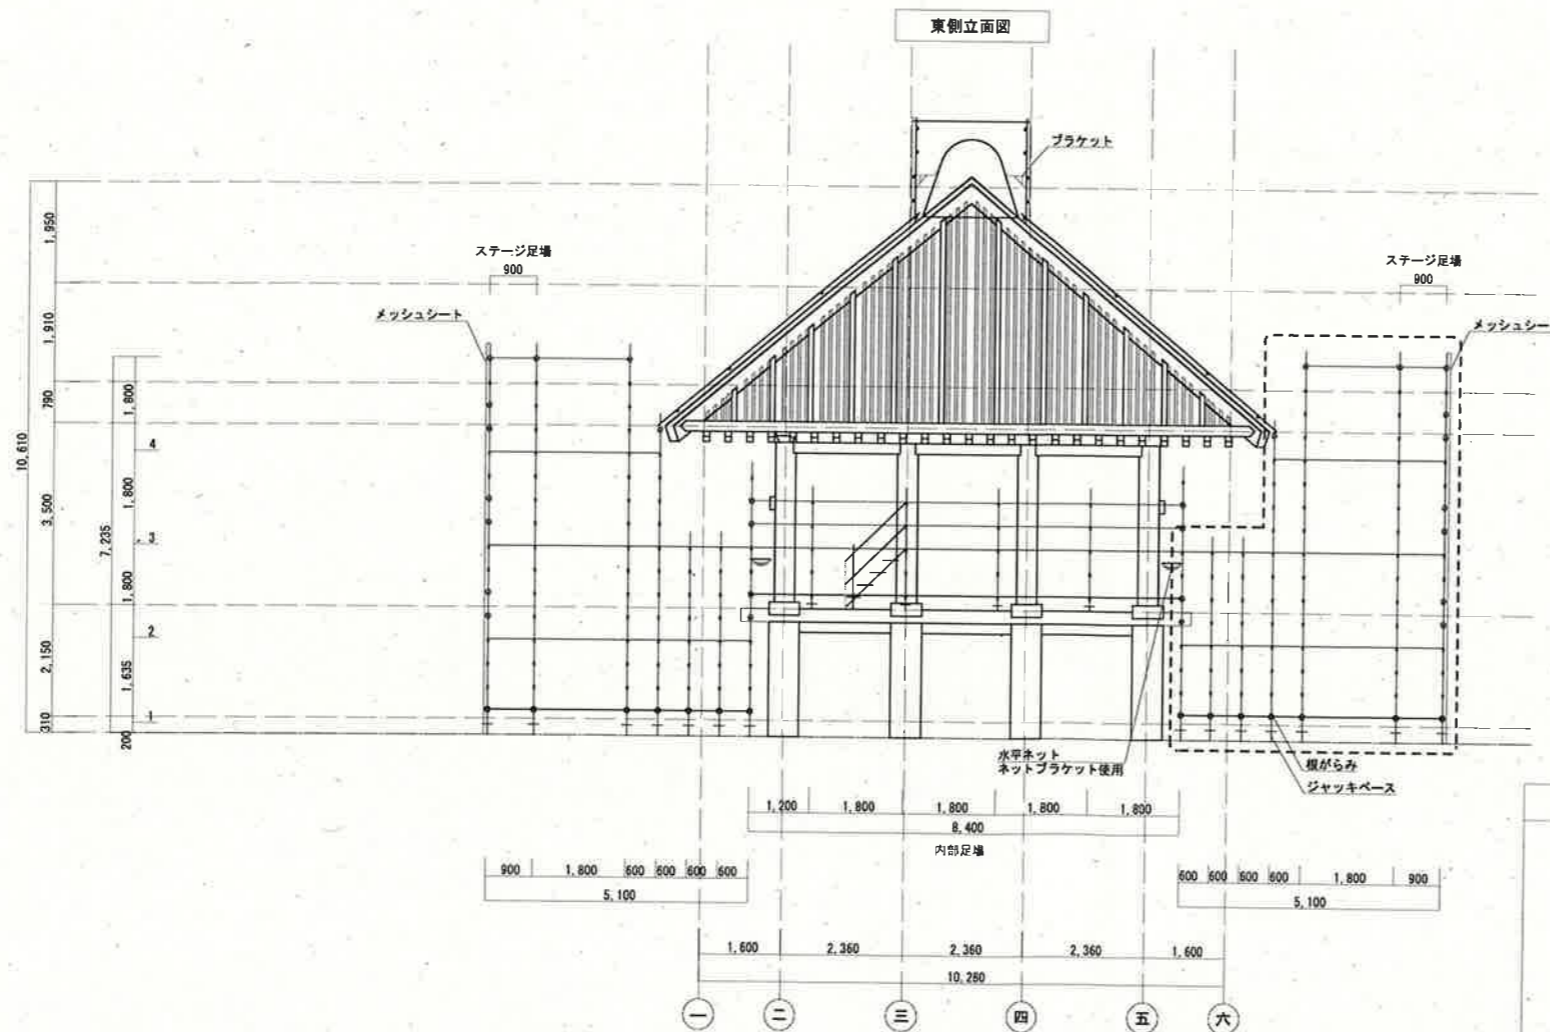 東側立面図
ブラケット
ステージ足場
900
ステージ足場
900
メッシュシート
メッシュシー
1,950
1,910
790
3,500
2,150
310
10,610
1,800
1,800
1,800
1,635
200
7,235
4
3
2
1
水平ネット
ネットブラケット使用
根がらみ
ジャッキベース
1,200 1,800 1,800 1,800 1,800
8,400
内部足場
900 1,800 600 600 600 600
5,100
600 600 600 600 1,800 900
5,100
1,600 2,360 2,360 2,360 1,600
10,260
一 二 三 四 五 六